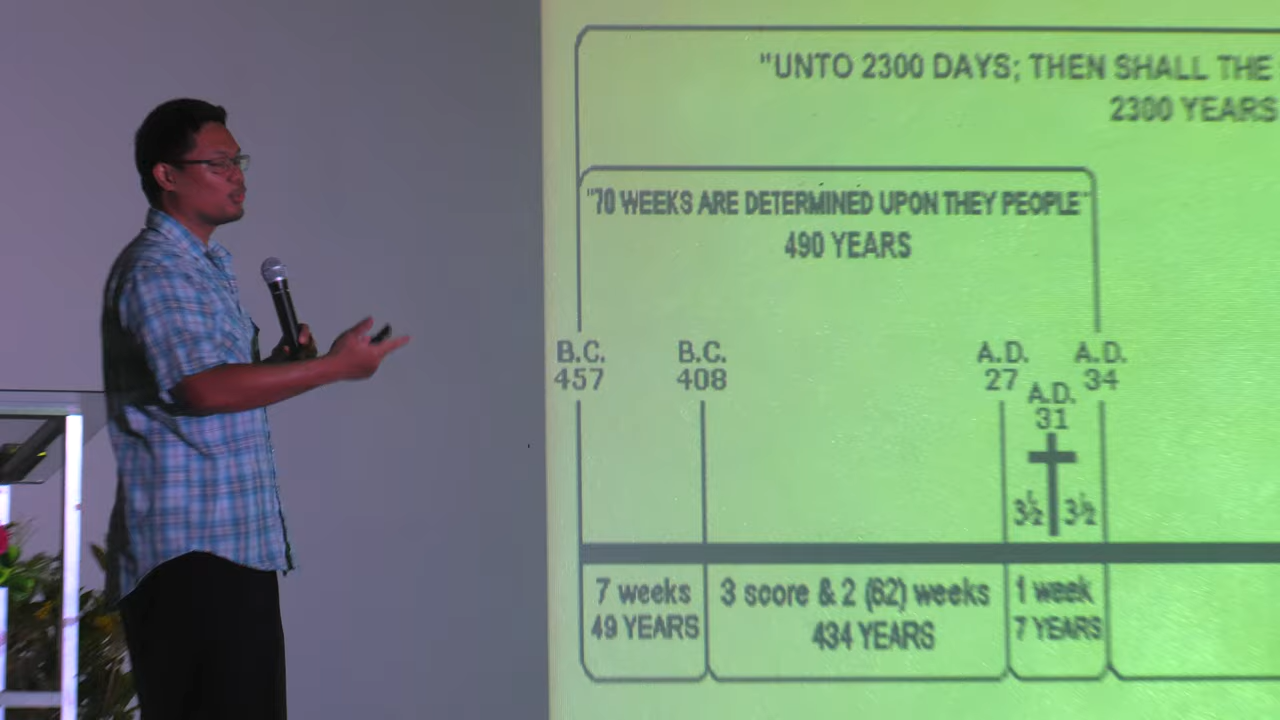 "UNTO 2300 DAYS; THEN SHALL THE
2300 YEARS
"70 WEEKS ARE DETERMINED UPON THEY PEOPLE"
490 YEARS
B.C. B.C. A.D. A.D.
457 408 27 34
A.D.
31
3½ 3½
7 weeks 3 score & 2 (62) weeks 1 week
49 YEARS 434 YEARS 7 YEARS